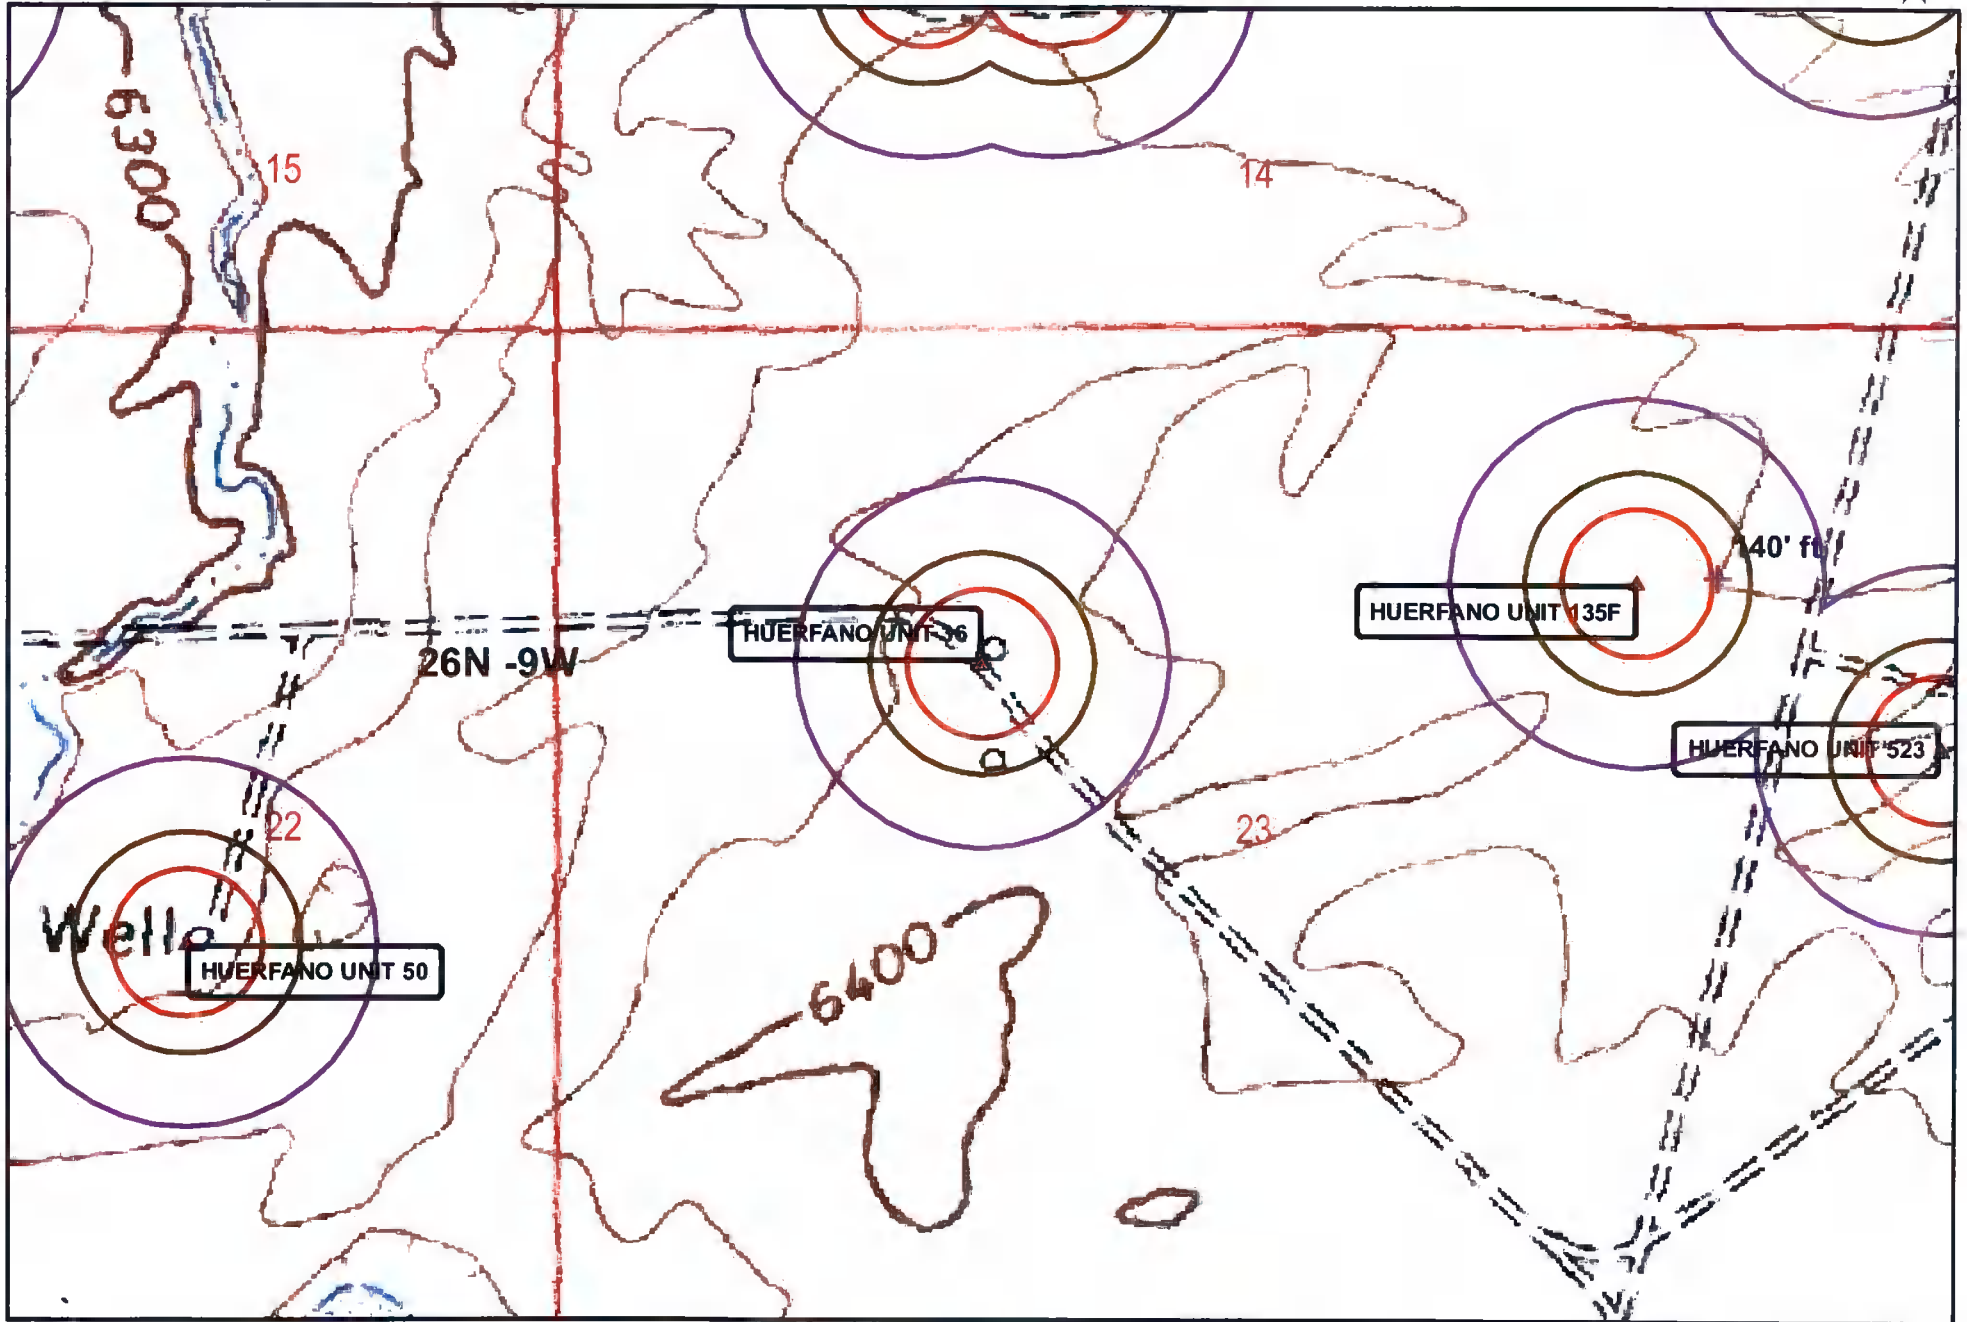 6300
15
14
40' ft
HUERFANO UNIT 135F
HUERFANO UNIT 36
26N -9W
HUERFANO UNIT 523
22
23
Well
HUERFANO UNIT 50
6400